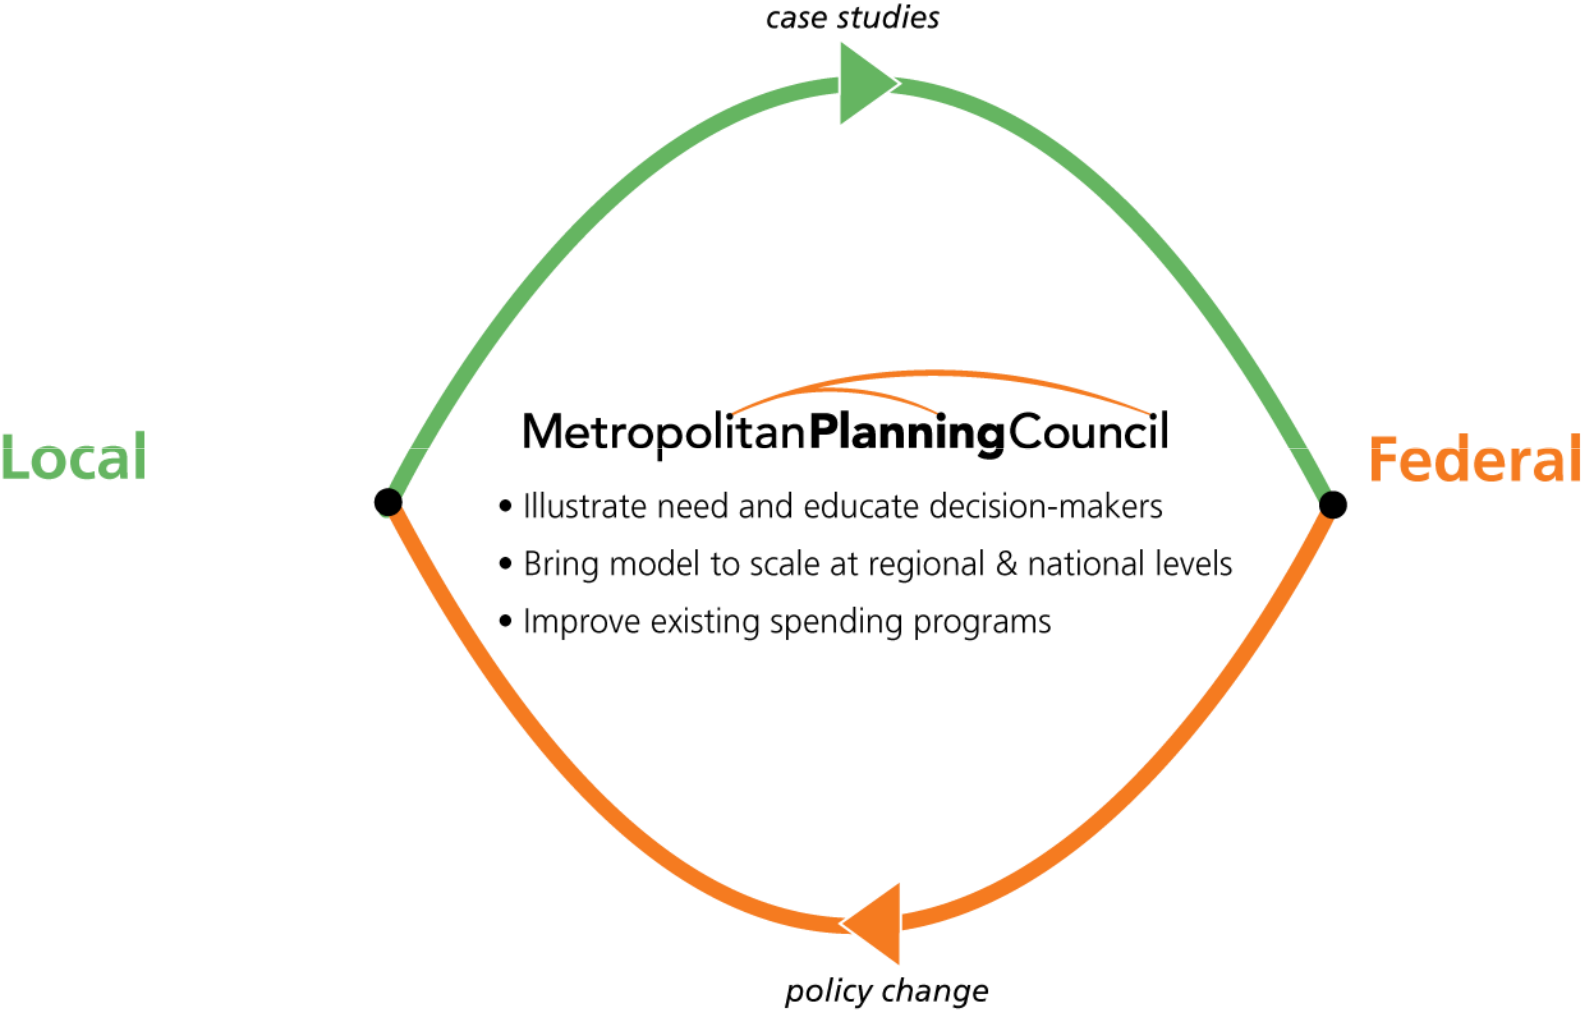 case studies
Local
MetropolitanPlanningCouncil
Federal
• Illustrate need and educate decision-makers
• Bring model to scale at regional & national levels
• Improve existing spending programs
policy change